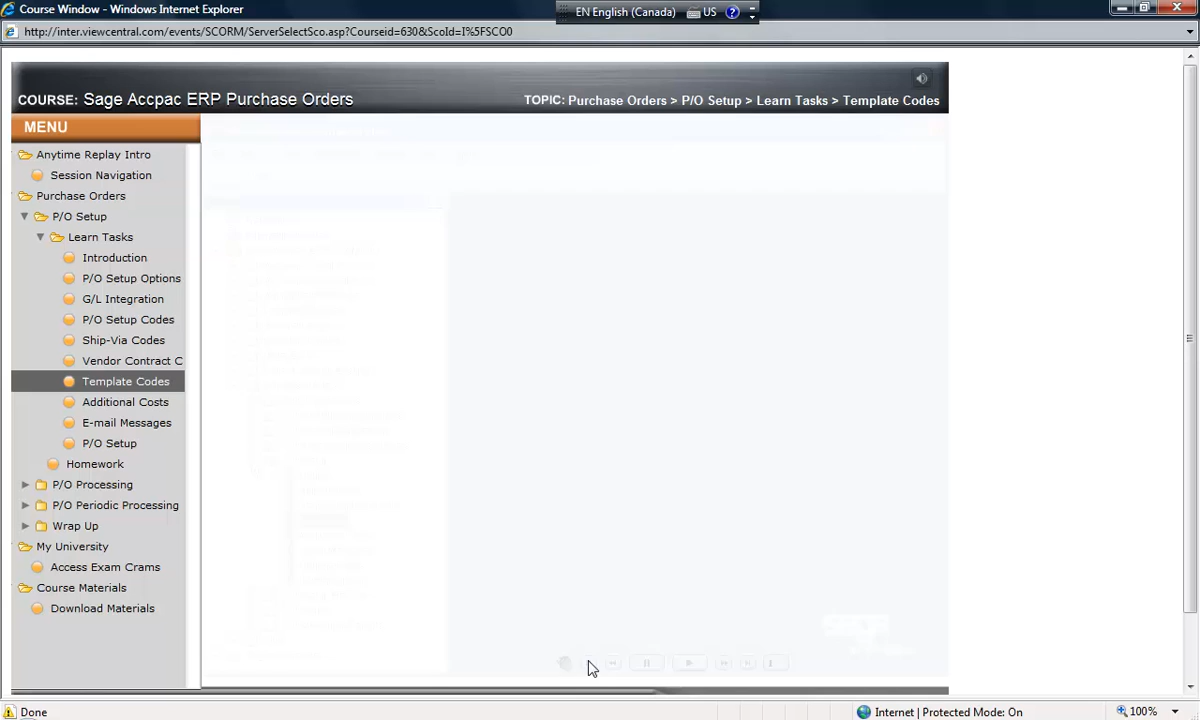 Course Window - Windows Internet Explorer
EN English (Canada) US
http://inter.viewcentral.com/events/SCORM/ServerSelectSco.asp?Courseid=630&ScoId=I%5FSCO0
COURSE: Sage Accpac ERP Purchase Orders
TOPIC: Purchase Orders > P/O Setup > Learn Tasks > Template Codes
MENU
Anytime Replay Intro
Session Navigation
Purchase Orders
P/O Setup
Learn Tasks
Introduction
P/O Setup Options
G/L Integration
P/O Setup Codes
Ship-Via Codes
Vendor Contract C
Template Codes
Additional Costs
E-mail Messages
P/O Setup
Homework
P/O Processing
P/O Periodic Processing
Wrap Up
My University
Access Exam Crams
Course Materials
Download Materials
Done
Internet | Protected Mode: On
100%